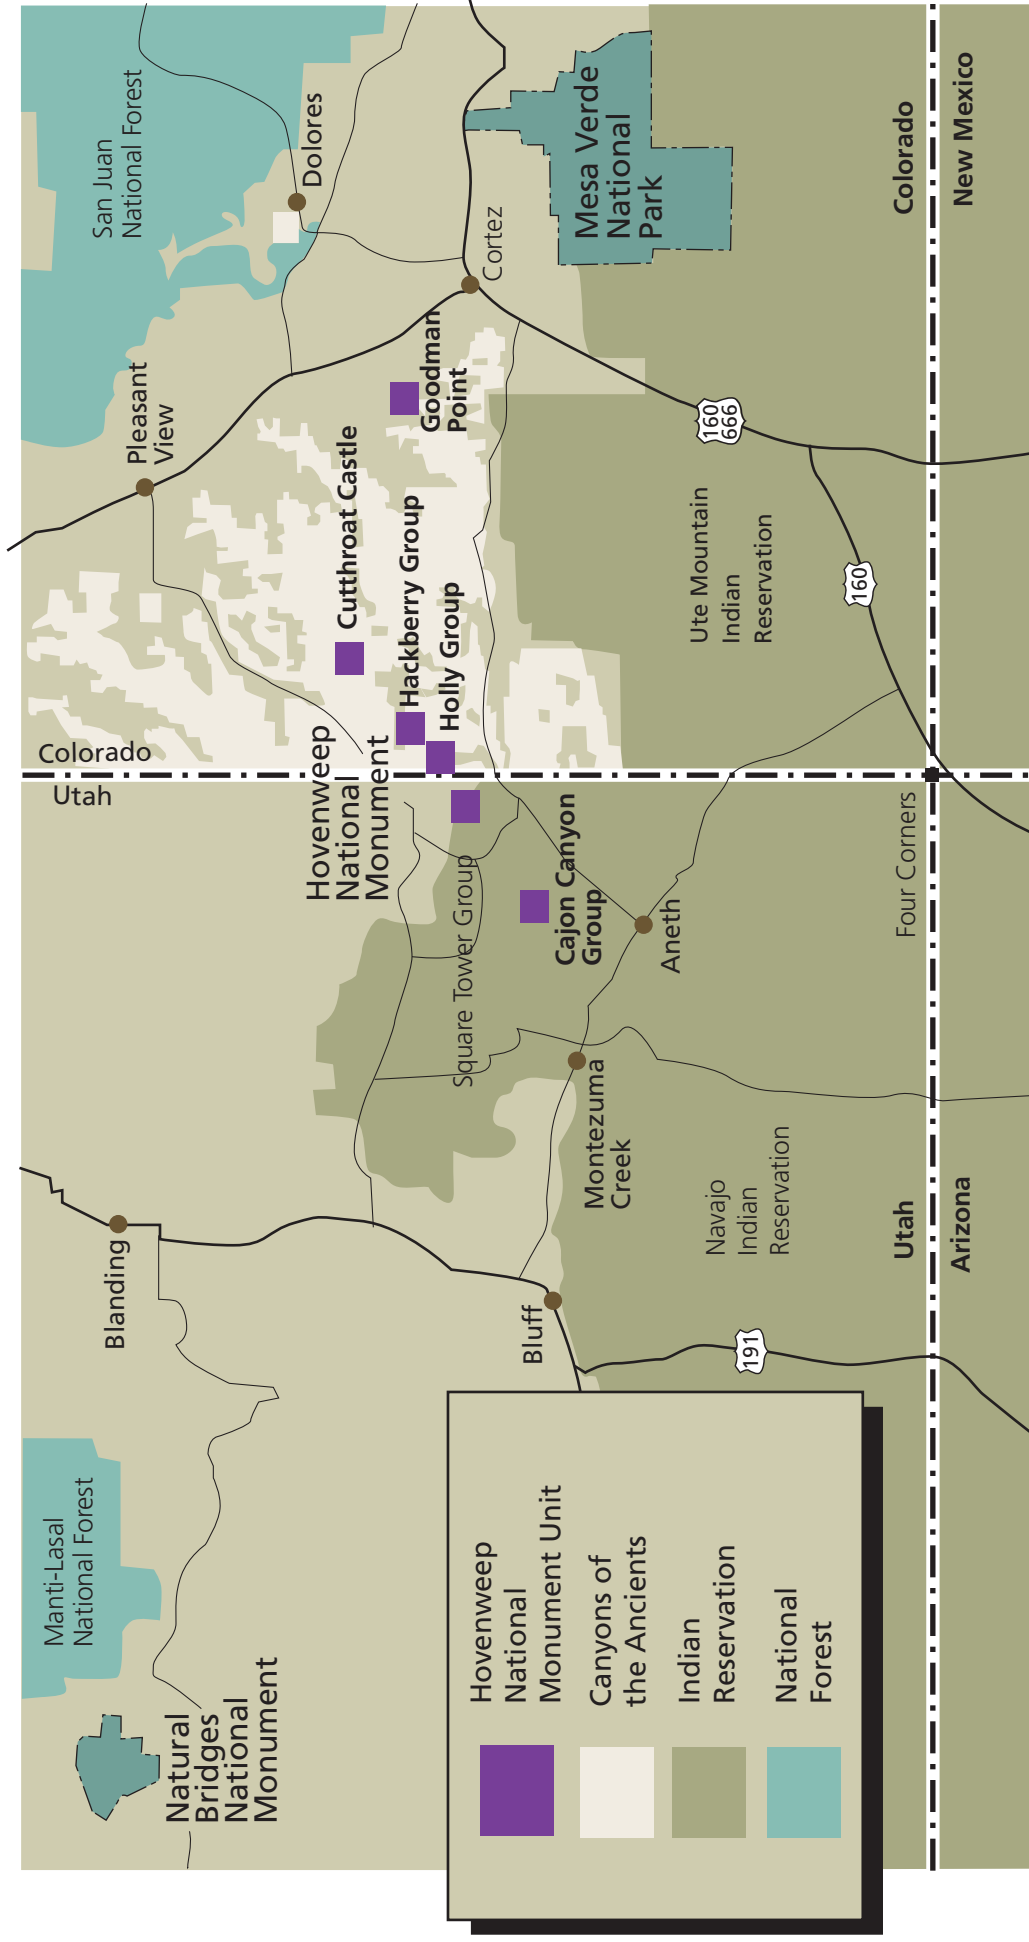 Manti-Lasal
National Forest
Natural
Bridges
National
Monument
Blanding
Utah
Colorado
Pleasant
View
San Juan
National Forest
Dolores
Hovenweep
National
Monument
Cutthroat Castle
Hackberry Group
Holly Group
Goodman
Point
Cortez
Square Tower Group
Cajon Canyon
Group
Mesa Verde
National
Park
Bluff
Montezuma
Creek
Aneth
Navajo
Indian
Reservation
Ute Mountain
Indian
Reservation
160
666
160
191
Four Corners
Utah
Arizona
Colorado
New Mexico
Hovenweep
National
Monument Unit
Canyons of
the Ancients
Indian
Reservation
National
Forest